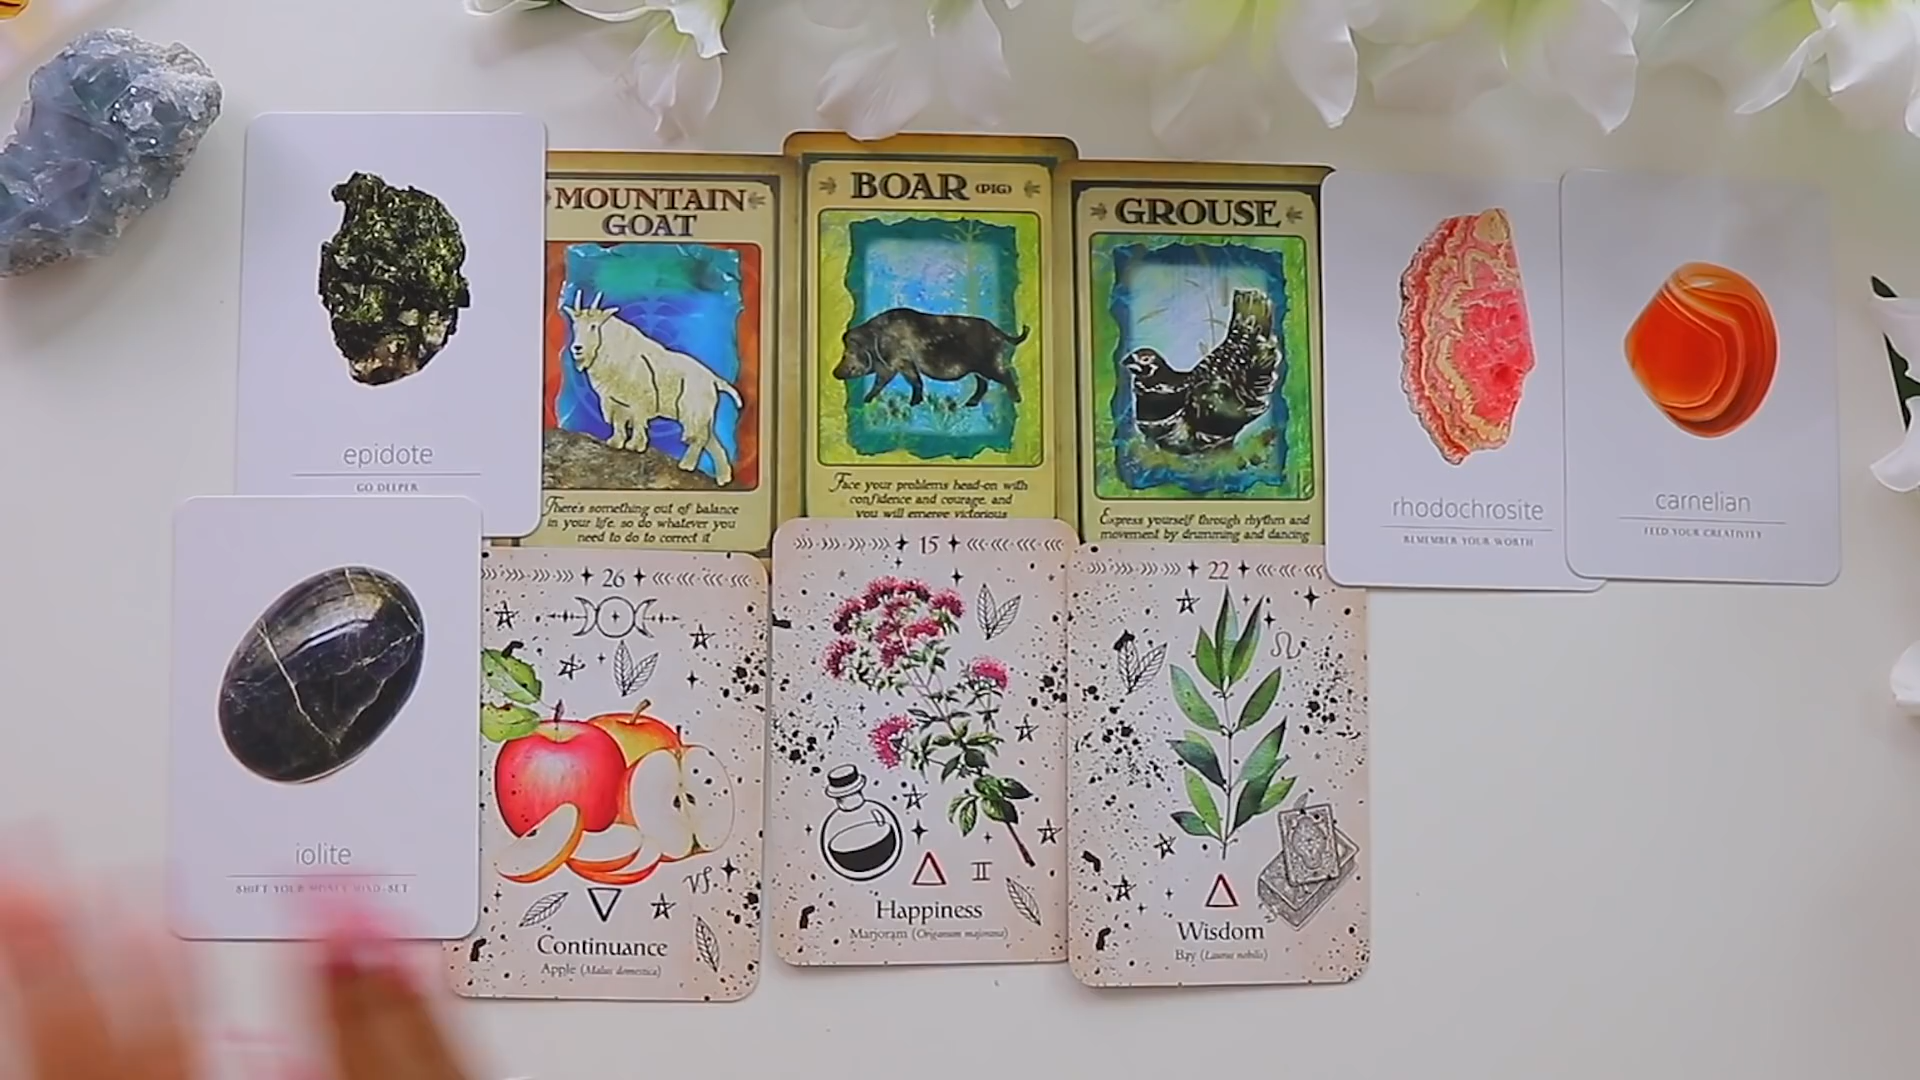 epidote
GO DEEPER
MOUNTAIN
GOAT
There's something out of balance
in your life, so do whatever you
need to do to correct it
BOAR (PIG)
Face your problems head-on with
confidence and courage, and
you will emerge victorious
GROUSE
Express yourself through rhythm and
movement by drumming and dancing
rhodochrosite
REMEMBER YOUR WORTH
carnelian
FEED YOUR CREATIVITY
iolite
SHIFT YOUR MONEY MIND-SET
26
Continuance
Apple (Malus domestica)
15
Happiness
Marjoram (Origanum majorana)
22
Wisdom
Bay (Laurus nobilis)